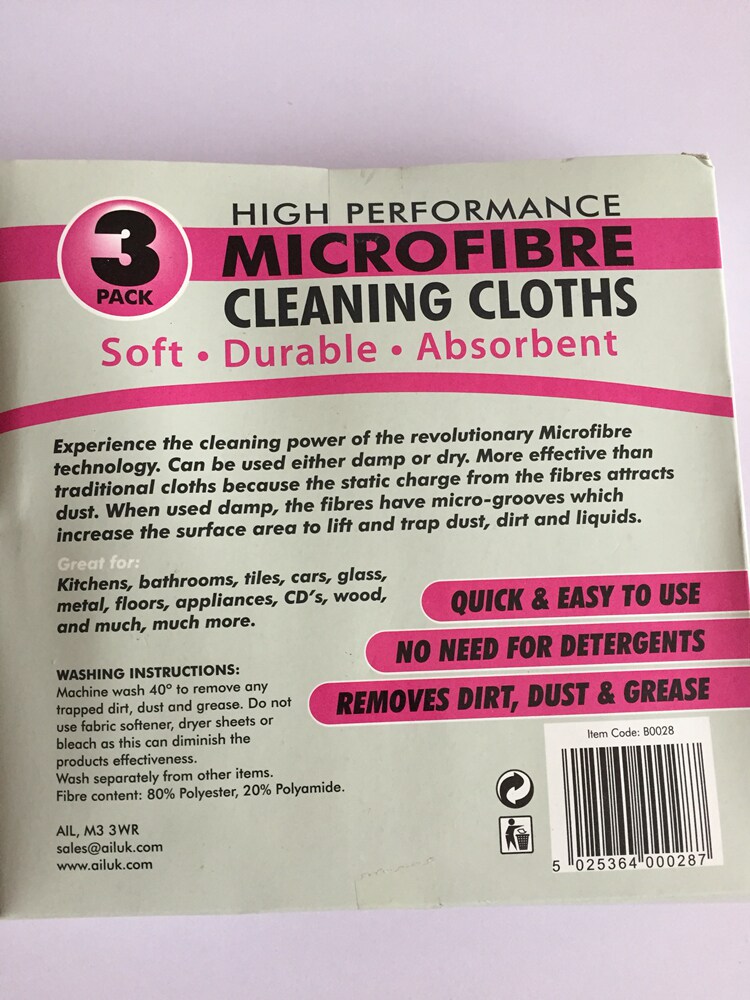 3
PACK
HIGH PERFORMANCE
MICROFIBRE
CLEANING CLOTHS
Soft • Durable • Absorbent
Experience the cleaning power of the revolutionary Microfibre
technology. Can be used either damp or dry. More effective than
traditional cloths because the static charge from the fibres attracts
dust. When used damp, the fibres have micro-grooves which
increase the surface area to lift and trap dust, dirt and liquids.
Great for:
Kitchens, bathrooms, tiles, cars, glass,
metal, floors, appliances, CD's, wood,
and much, much more.
QUICK & EASY TO USE
NO NEED FOR DETERGENTS
REMOVES DIRT, DUST & GREASE
WASHING INSTRUCTIONS:
Machine wash 40º to remove any
trapped dirt, dust and grease. Do not
use fabric softener, dryer sheets or
bleach as this can diminish the
products effectiveness.
Wash separately from other items.
Fibre content: 80% Polyester, 20% Polyamide.
AIL, M3 3WR
sales@ailuk.com
www.ailuk.com
Item Code: B0028
5 025364 000287